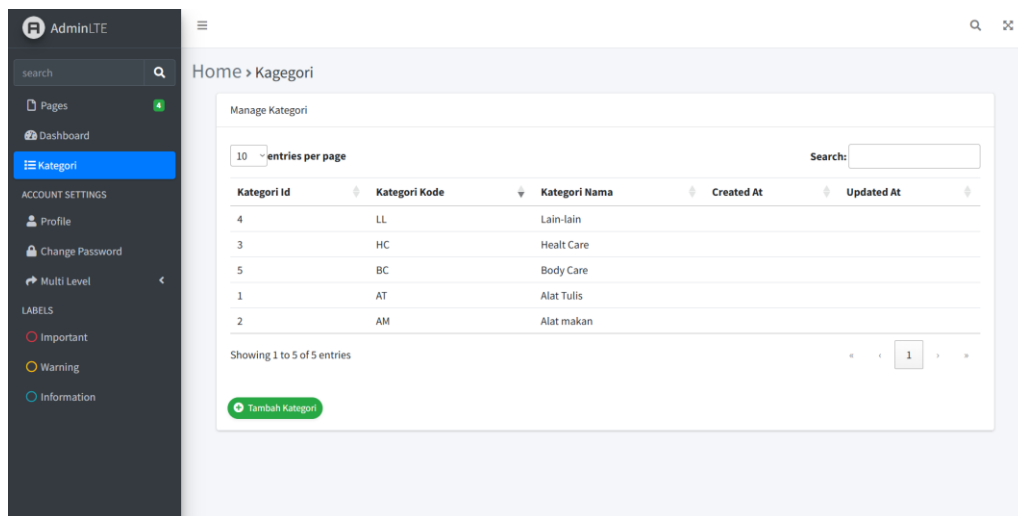 AdminLTE
search
Pages 4
Dashboard
Kategori
ACCOUNT SETTINGS
Profile
Change Password
Multi Level
LABELS
Important
Warning
Information
Home › Kagegori
Manage Kategori
10 entries per page
Search:
Kategori Id Kategori Kode Kategori Nama Created At Updated At
4 LL Lain-lain
3 HC Healt Care
5 BC Body Care
1 AT Alat Tulis
2 AM Alat makan
Showing 1 to 5 of 5 entries
« ‹ 1 › »
Tambah Kategori